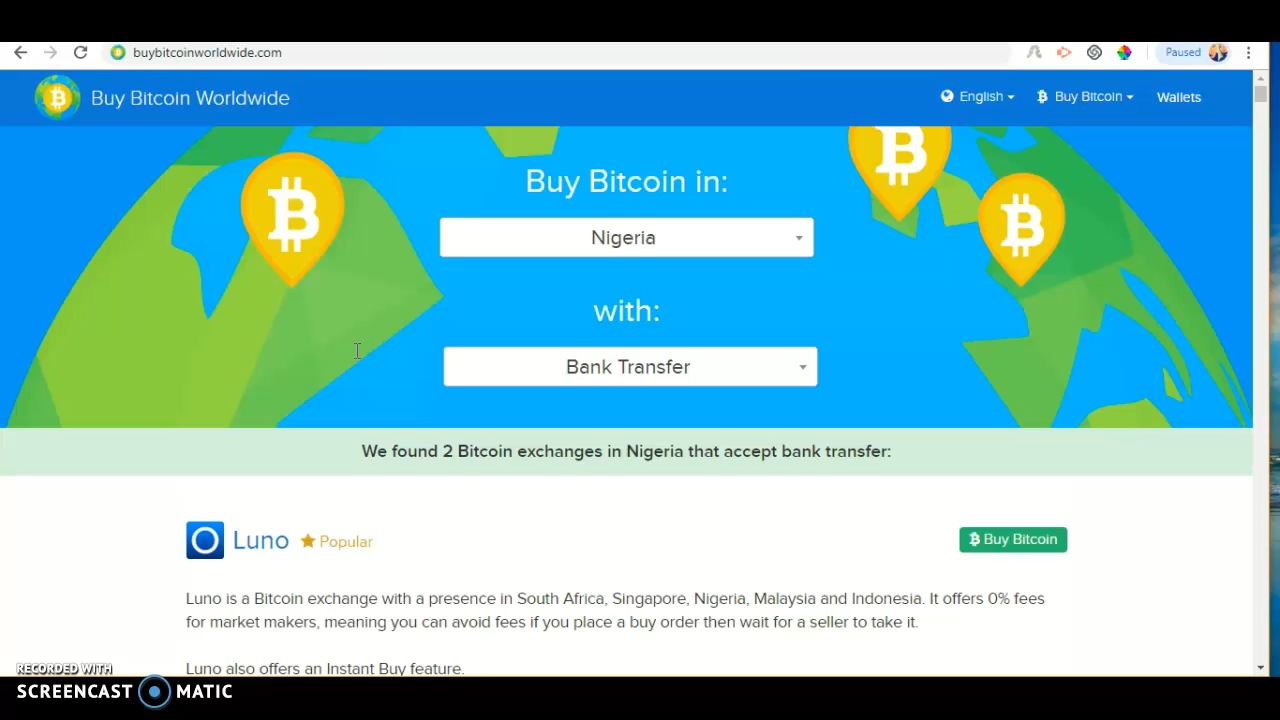 buybitcoinworldwide.com
Paused
Buy Bitcoin Worldwide
English
Buy Bitcoin
Wallets
Buy Bitcoin in:
Nigeria
with:
Bank Transfer
We found 2 Bitcoin exchanges in Nigeria that accept bank transfer:
Luno
Popular
Buy Bitcoin
Luno is a Bitcoin exchange with a presence in South Africa, Singapore, Nigeria, Malaysia and Indonesia. It offers 0% fees
for market makers, meaning you can avoid fees if you place a buy order then wait for a seller to take it.
Luno also offers an Instant Buy feature.
RECORDED WITH
SCREENCAST MATIC